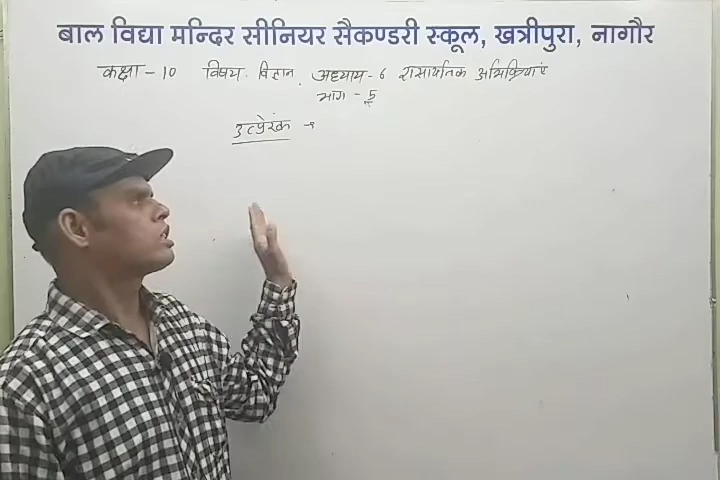 बाल विद्या मन्दिर सीनियर सैकण्डरी स्कूल, खत्रीपुरा, नागौर
कक्षा - 10 विषय - विज्ञान, अध्याय - 6 रासायनिक अभिक्रियाएं
भाग - 5
उत्प्रेरक →